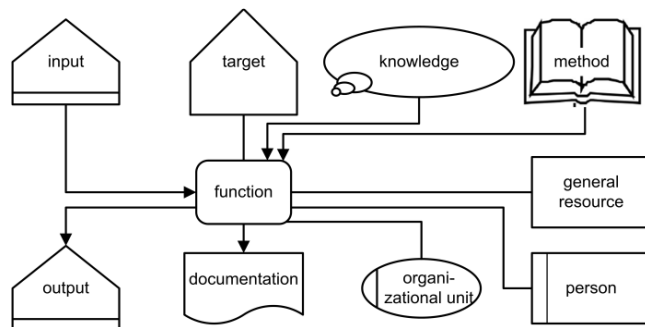 input
target
knowledge
method
function
general
resource
output
documentation
organi-
zational unit
person